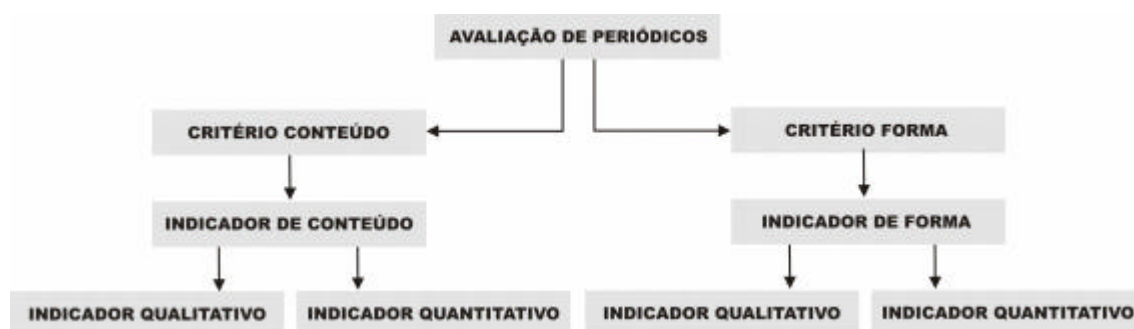 AVALIAÇÃO DE PERIÓDICOS
CRITÉRIO CONTEÚDO
CRITÉRIO FORMA
INDICADOR DE CONTEÚDO
INDICADOR DE FORMA
INDICADOR QUALITATIVO
INDICADOR QUANTITATIVO
INDICADOR QUALITATIVO
INDICADOR QUANTITATIVO